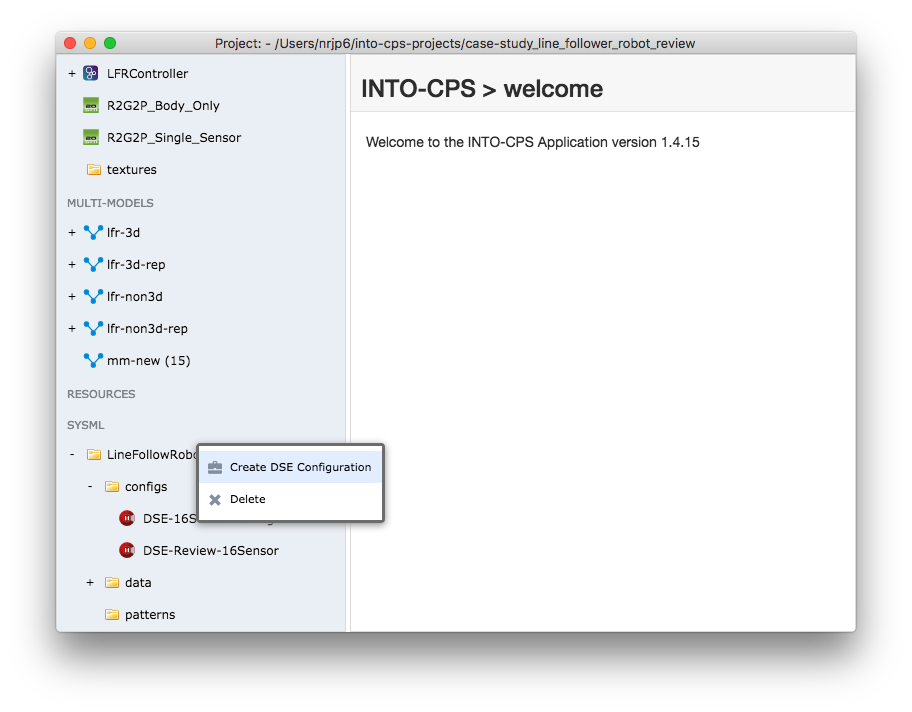 Project: - /Users/nrjp6/into-cps-projects/case-study_line_follower_robot_review
+ LFRController
R2G2P_Body_Only
R2G2P_Single_Sensor
textures
MULTI-MODELS
+ lfr-3d
+ lfr-3d-rep
+ lfr-non3d
+ lfr-non3d-rep
mm-new (15)
RESOURCES
SYSML
- LineFollowRobo
- configs
DSE-16S
DSE-Review-16Sensor
+ data
patterns
Create DSE Configuration
Delete
INTO-CPS > welcome
Welcome to the INTO-CPS Application version 1.4.15